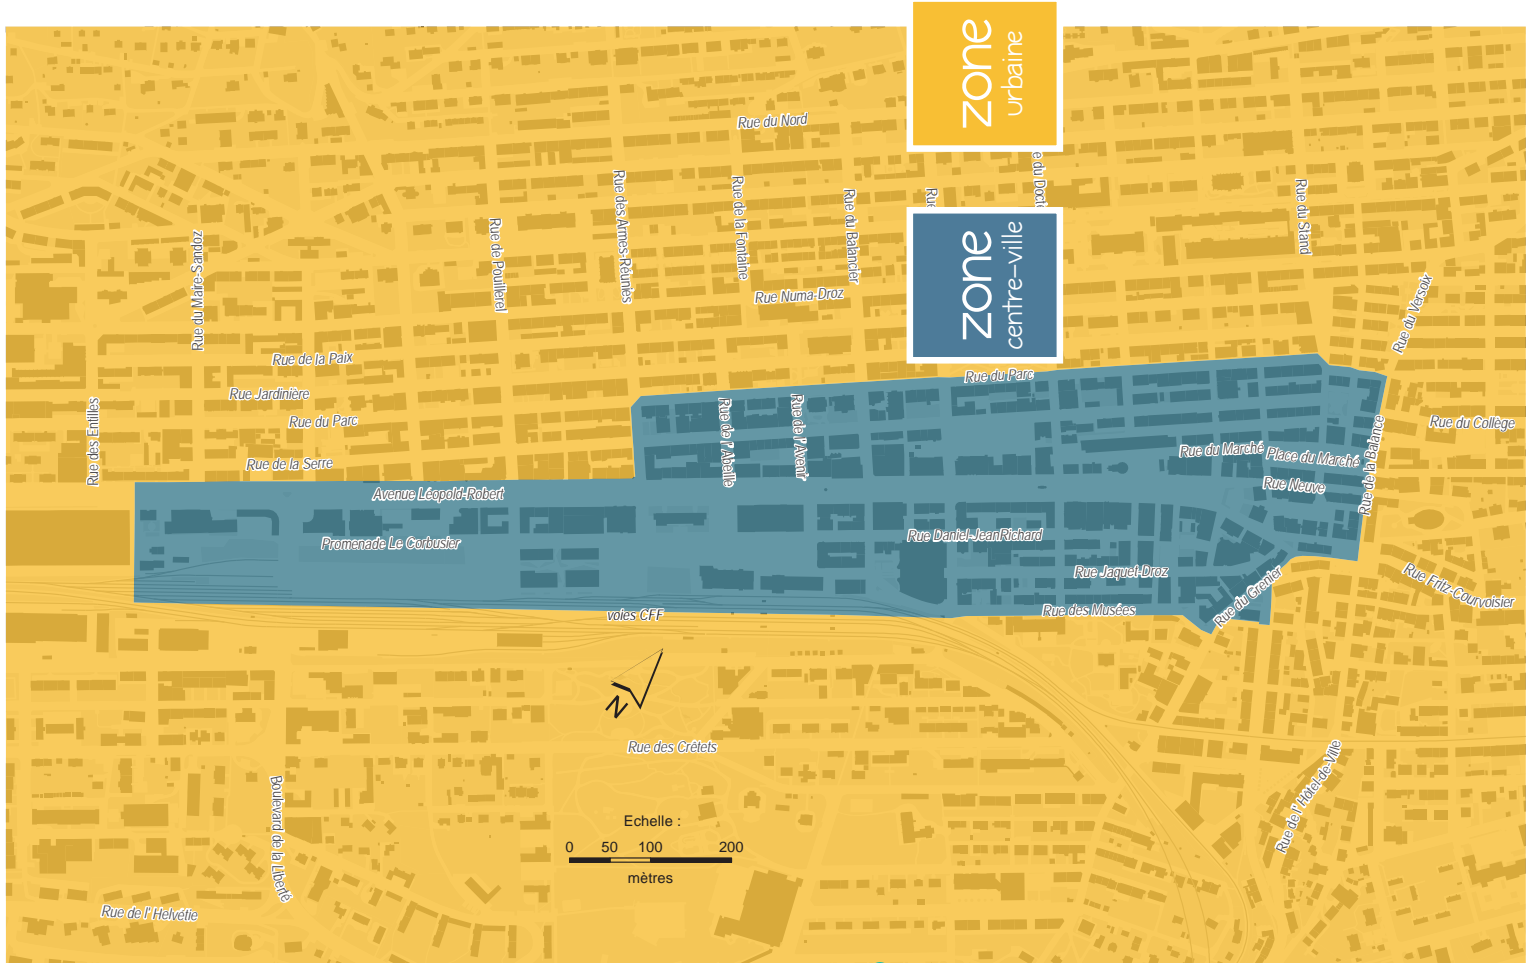 zone
urbaine
zone
centre–ville
Rue du Nord
Rue du Maire-Sandoz
Rue de Pouillerel
Rue des Armes-Réunies
Rue de la Fontaine
Rue du Balancier
Rue
e du Docte
Rue du Stand
Rue du Versoix
Rue Numa-Droz
Rue de la Paix
Rue Jardinière
Rue du Parc
Rue de la Serre
Rue des Entilles
Rue du Parc
Rue de l'Abeille
Rue de l'Avenir
Rue du Marché
Place du Marché
Rue Neuve
Rue de la Balance
Rue du Collège
Avenue Léopold-Robert
Promenade Le Corbusier
Rue Daniel-JeanRichard
Rue Jaquet-Droz
Rue des Musées
Rue du Grenier
Rue Fritz-Courvoisier
voies CFF
N
Rue des Crêtets
Boulevard de la Liberté
Rue de l'Hôtel-de-Ville
Rue de l'Helvétie
Echelle :
0 50 100 200
mètres